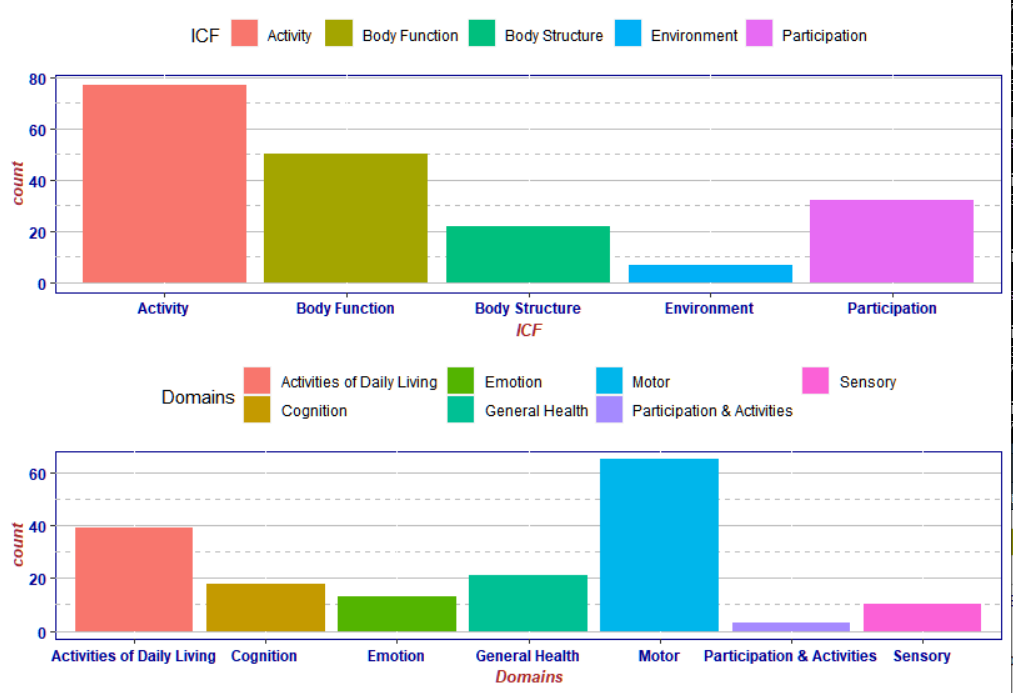 ICF Activity Body Function Body Structure Environment Participation
80
60
40
20
0
count
Activity Body Function Body Structure Environment Participation
ICF
Domains Activities of Daily Living Emotion Motor Sensory
Cognition General Health Participation & Activities
60
40
20
0
count
Activities of Daily Living Cognition Emotion General Health Motor Participation & Activities Sensory
Domains